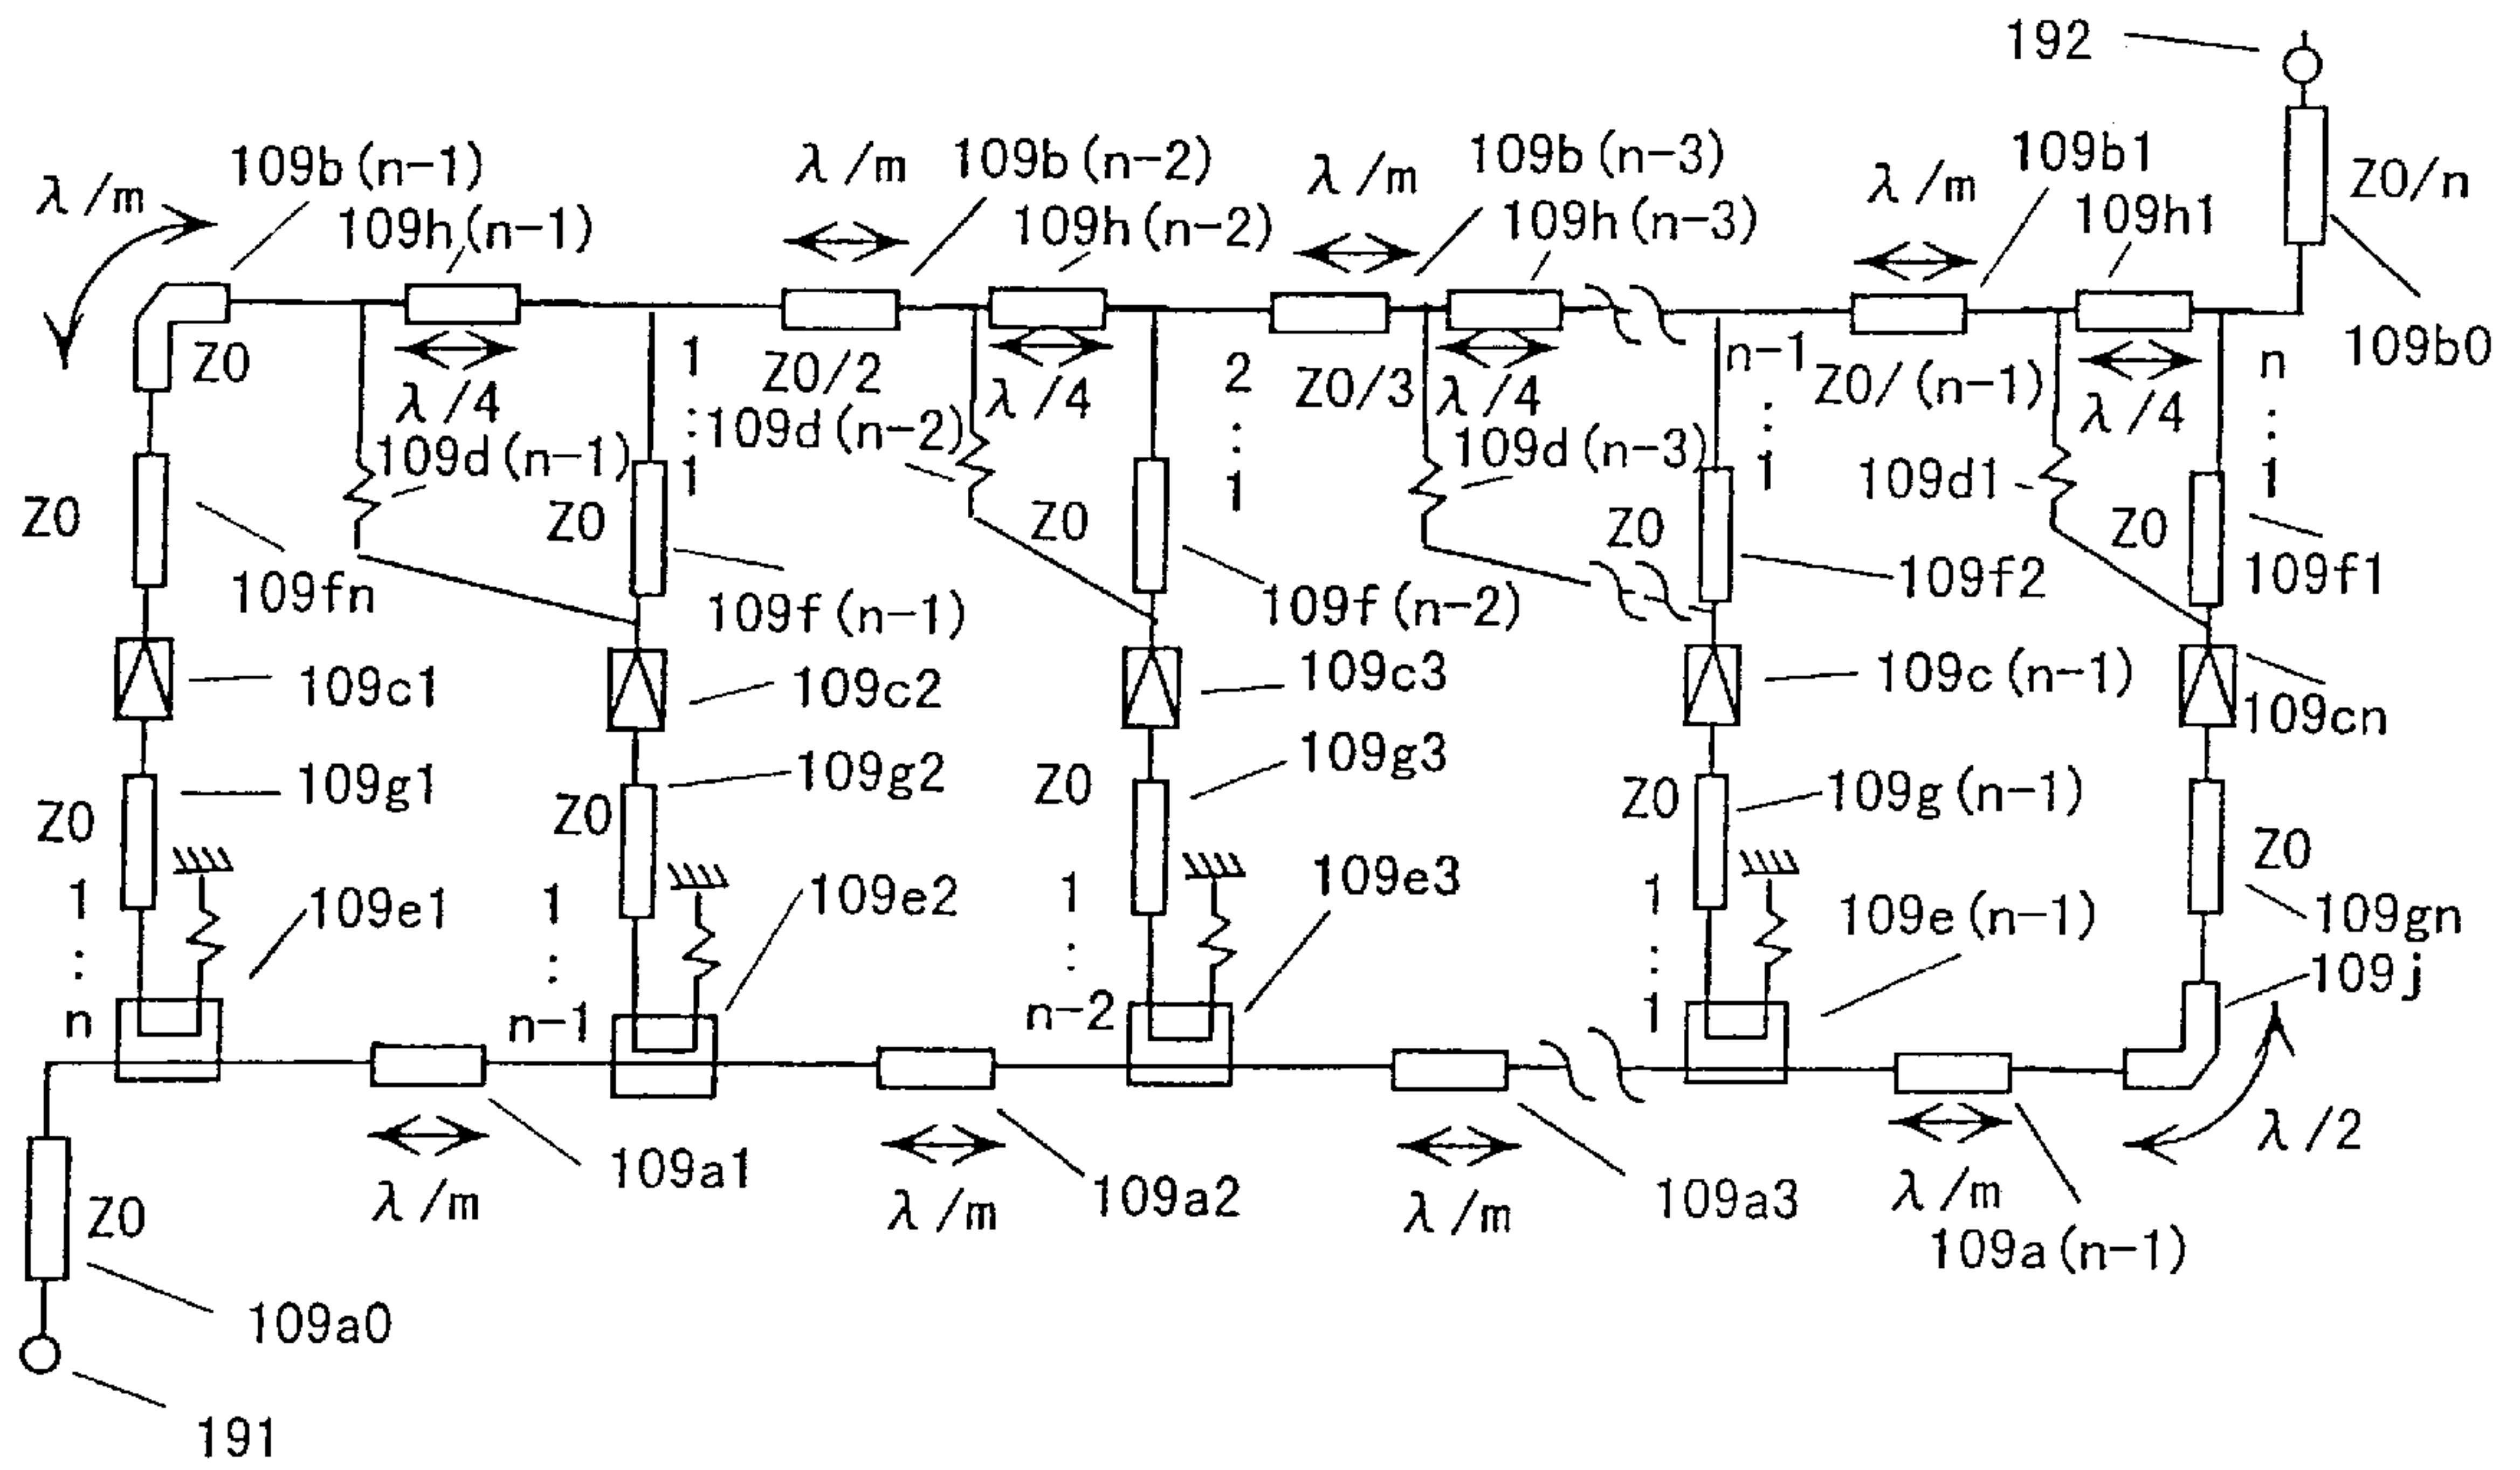 192
λ/m
109b(n-1)
109h(n-1)
λ/m
109b(n-2)
109h(n-2)
λ/m
109b(n-3)
109h(n-3)
λ/m
109b1
109h1
Z0/n
109b0
Z0
λ/4
109d(n-1)
1
:
1
Z0/2
109d(n-2)
λ/4
2
:
1
Z0/3
λ/4
109d(n-3)
n-1
:
1
Z0/(n-1)
109d1
λ/4
n
:
1
Z0
109fn
Z0
109f(n-1)
Z0
109f(n-2)
Z0
109f2
Z0
109f1
109c1
109c2
109c3
109c(n-1)
109cn
Z0
109g1
Z0
109g2
Z0
109g3
Z0
109g(n-1)
Z0
109gn
1
:
n
109e1
1
:
n-1
109e2
1
:
n-2
109e3
1
:
1
109e(n-1)
109j
λ/2
Z0
109a0
191
λ/m
109a1
λ/m
109a2
λ/m
109a3
λ/m
109a(n-1)